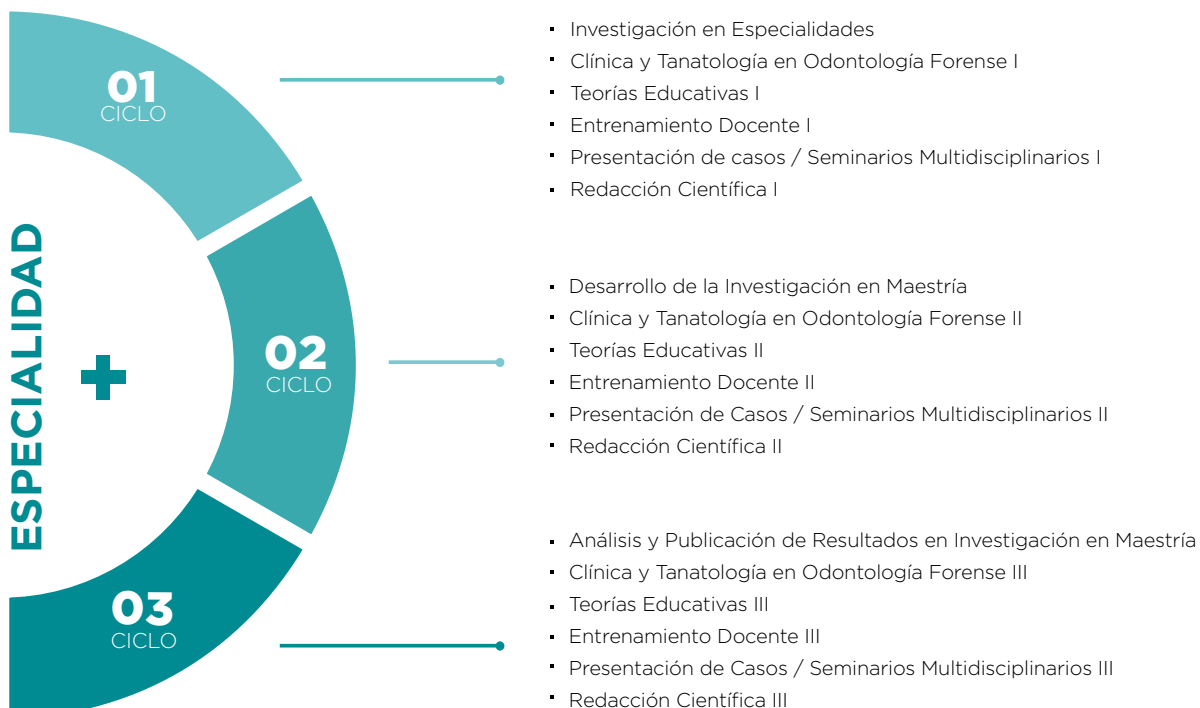 ESPECIALIDAD
+
01
CICLO
· Investigación en Especialidades
· Clínica y Tanatología en Odontología Forense I
· Teorías Educativas I
· Entrenamiento Docente I
· Presentación de casos / Seminarios Multidisciplinarios I
· Redacción Científica I
02
CICLO
· Desarrollo de la Investigación en Maestría
· Clínica y Tanatología en Odontología Forense II
· Teorías Educativas II
· Entrenamiento Docente II
· Presentación de Casos / Seminarios Multidisciplinarios II
· Redacción Científica II
03
CICLO
· Análisis y Publicación de Resultados en Investigación en Maestría
· Clínica y Tanatología en Odontología Forense III
· Teorías Educativas III
· Entrenamiento Docente III
· Presentación de Casos / Seminarios Multidisciplinarios III
· Redacción Científica III